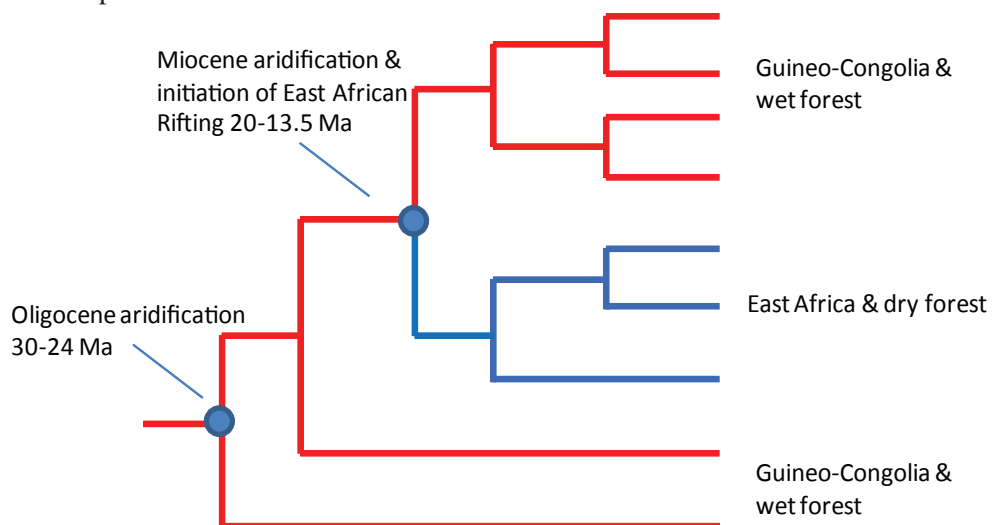 Miocene aridification &
initiation of East African
Rifting 20-13.5 Ma
Guineo-Congolia &
wet forest
East Africa & dry forest
Oligocene aridification
30-24 Ma
Guineo-Congolia &
wet forest